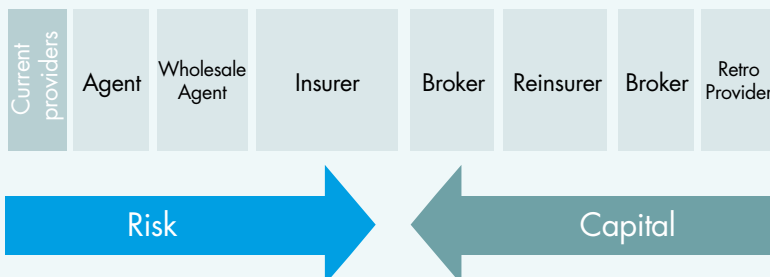 Current
providers
Agent
Wholesale
Agent
Insurer
Broker
Reinsurer
Broker
Retro
Provider
Risk
Capital